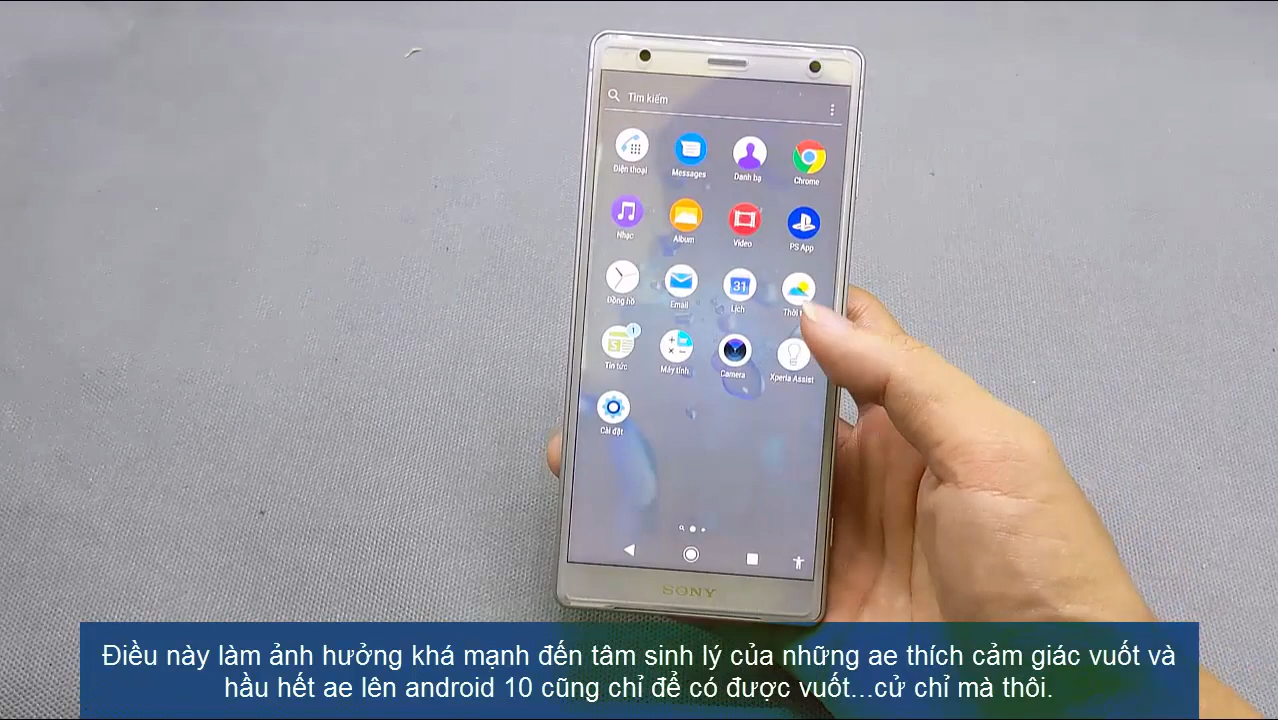 Tìm kiếm
Điện thoại
Messages
Danh bạ
Chrome
Nhạc
Album
Video
PS App
Đồng hồ
Email
31
Lịch
Thời
1
Tin tức
Máy tính
Camera
Xperia Assist
Cài đặt
SONY
Điều này làm ảnh hưởng khá mạnh đến tâm sinh lý của những ae thích cảm giác vuốt và
hầu hết ae lên android 10 cũng chỉ để có được vuốt...cử chỉ mà thôi.